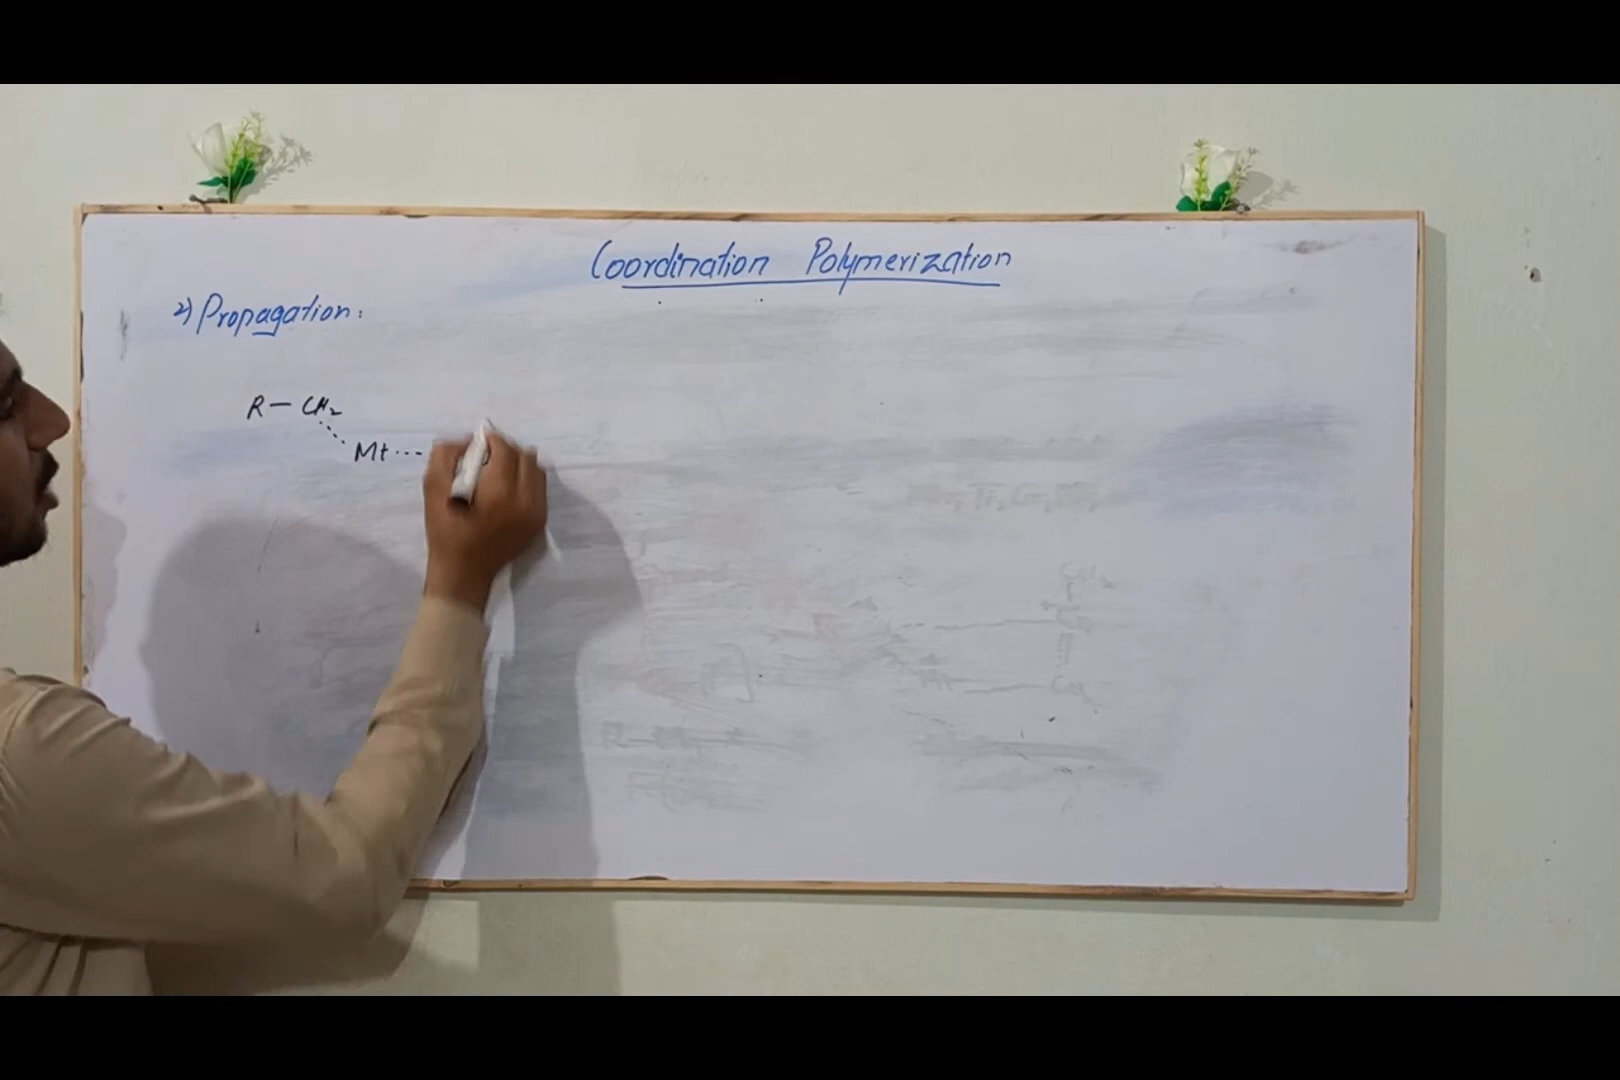 Coordination Polymerization
2) Propagation:
R — CH₂
Mt